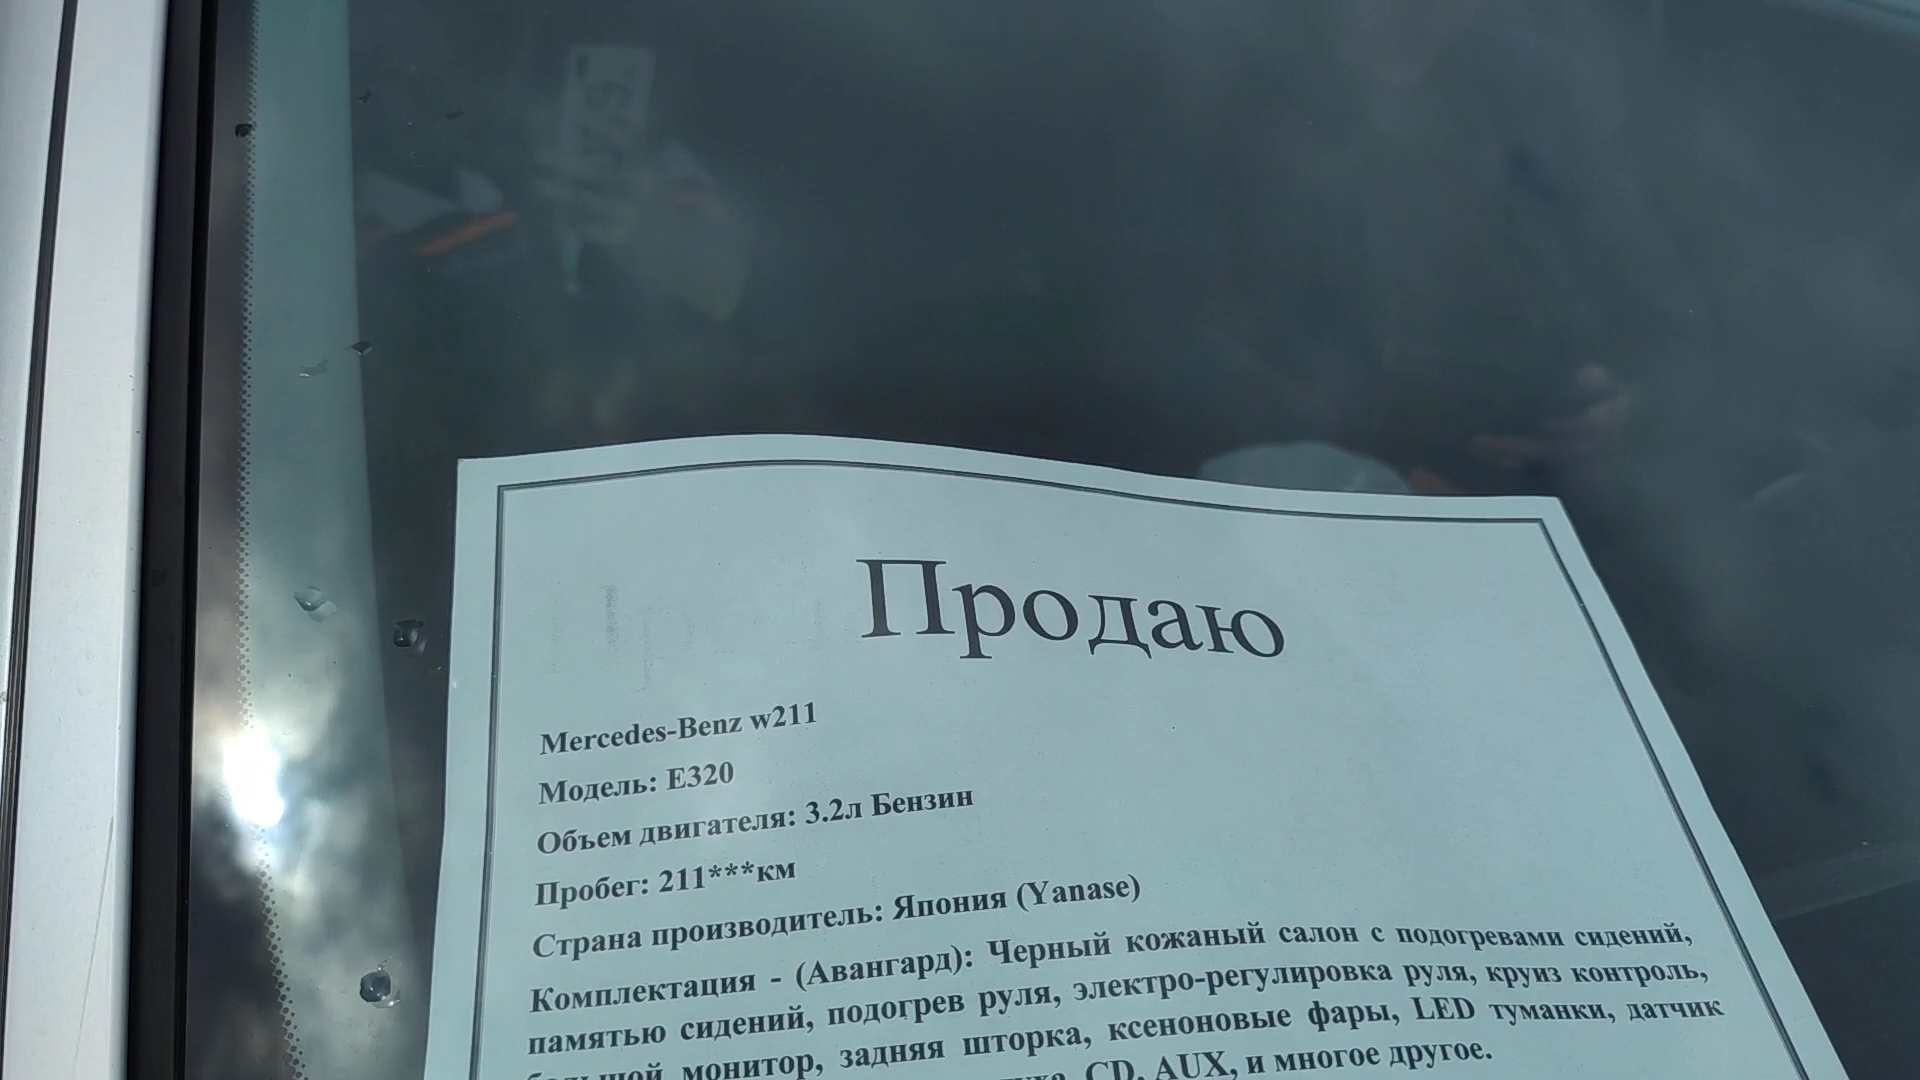 Продаю
Mercedes-Benz w211
Модель: E320
Объем двигателя: 3.2л Бензин
Пробег: 211***км
Страна производитель: Япония (Yanase)
Комплектация - (Авангард): Черный кожаный салон с подогревами сидений,
памятью сидений, подогрев руля, электро-регулировка руля, круиз контроль,
монитор, задняя шторка, ксеноновые фары, LED туманки, датчик
CD, AUX, и многое другое.